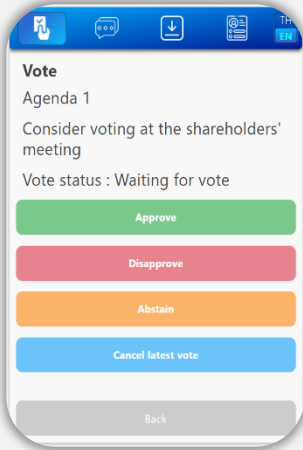 TH
EN
Vote
Agenda 1
Consider voting at the shareholders'
meeting
Vote status : Waiting for vote
Approve
Disapprove
Abstain
Cancel latest vote
Back